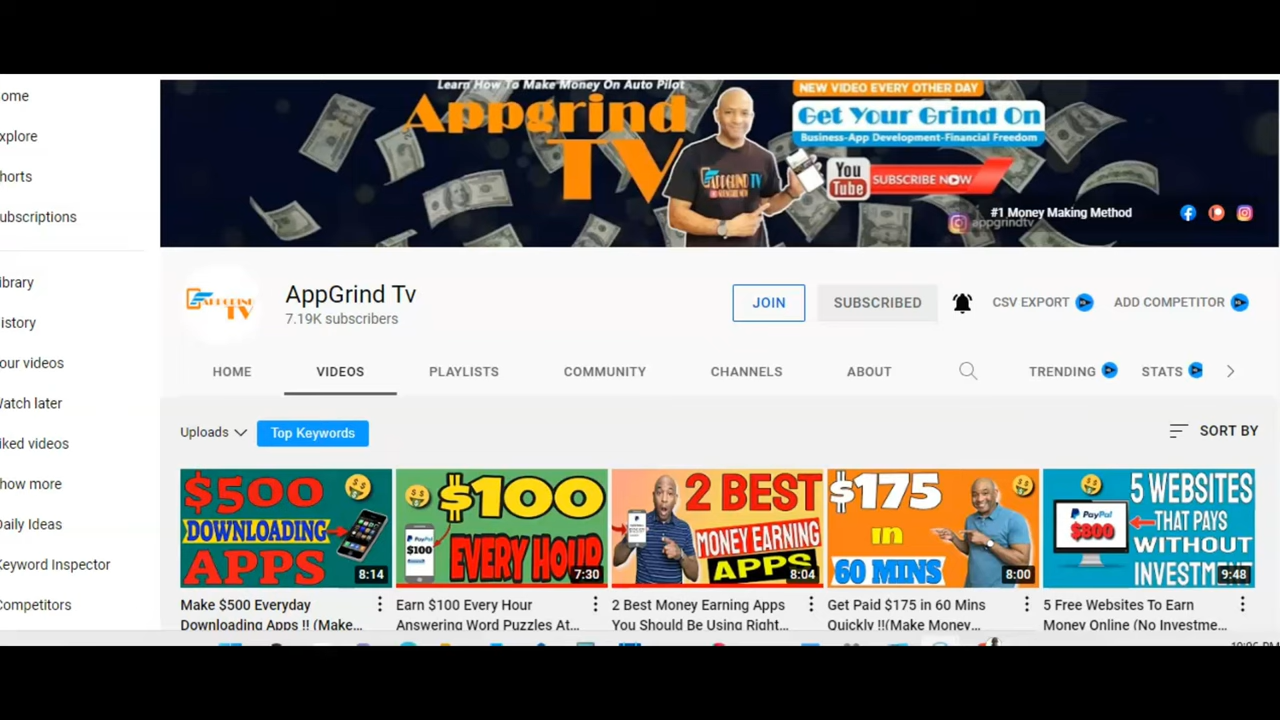 ome
xplore
horts
ubscriptions
ibrary
istory
our videos
Watch later
iked videos
how more
Daily Ideas
Keyword Inspector
Competitors
Learn How To Make Money On Auto Pilot
Appgrind
TV
APPGRIND TV
NEW VIDEO EVERY OTHER DAY
Get Your Grind On
Business-App Development-Financial Freedom
You
Tube
SUBSCRIBE NOW
#1 Money Making Method
appgrindtv
APPGRIND
TV
AppGrind Tv
7.19K subscribers
JOIN
SUBSCRIBED
CSV EXPORT
ADD COMPETITOR
HOME
VIDEOS
PLAYLISTS
COMMUNITY
CHANNELS
ABOUT
TRENDING
STATS
Uploads
Top Keywords
SORT BY
$500
DOWNLOADING
APPS
8:14
Make $500 Everyday
Downloading Apps !! (Make...
$100
PayPal
$100
EVERY HOUR
7:30
Earn $100 Every Hour
Answering Word Puzzles At...
2 BEST
MONEY EARNING
APPS
8:04
2 Best Money Earning Apps
You Should Be Using Right...
$175
in
60 MINS
8:00
Get Paid $175 in 60 Mins
Quickly !!(Make Money...
5 WEBSITES
THAT PAYS
WITHOUT
INVESTMENT
PayPal
$800
9:48
5 Free Websites To Earn
Money Online (No Investme...